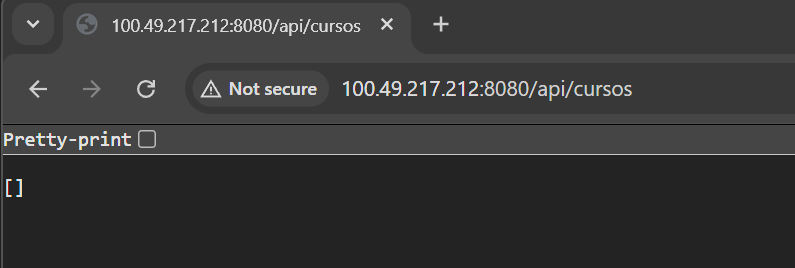 100.49.217.212:8080/api/cursos
Not secure 100.49.217.212:8080/api/cursos
Pretty-print
[]